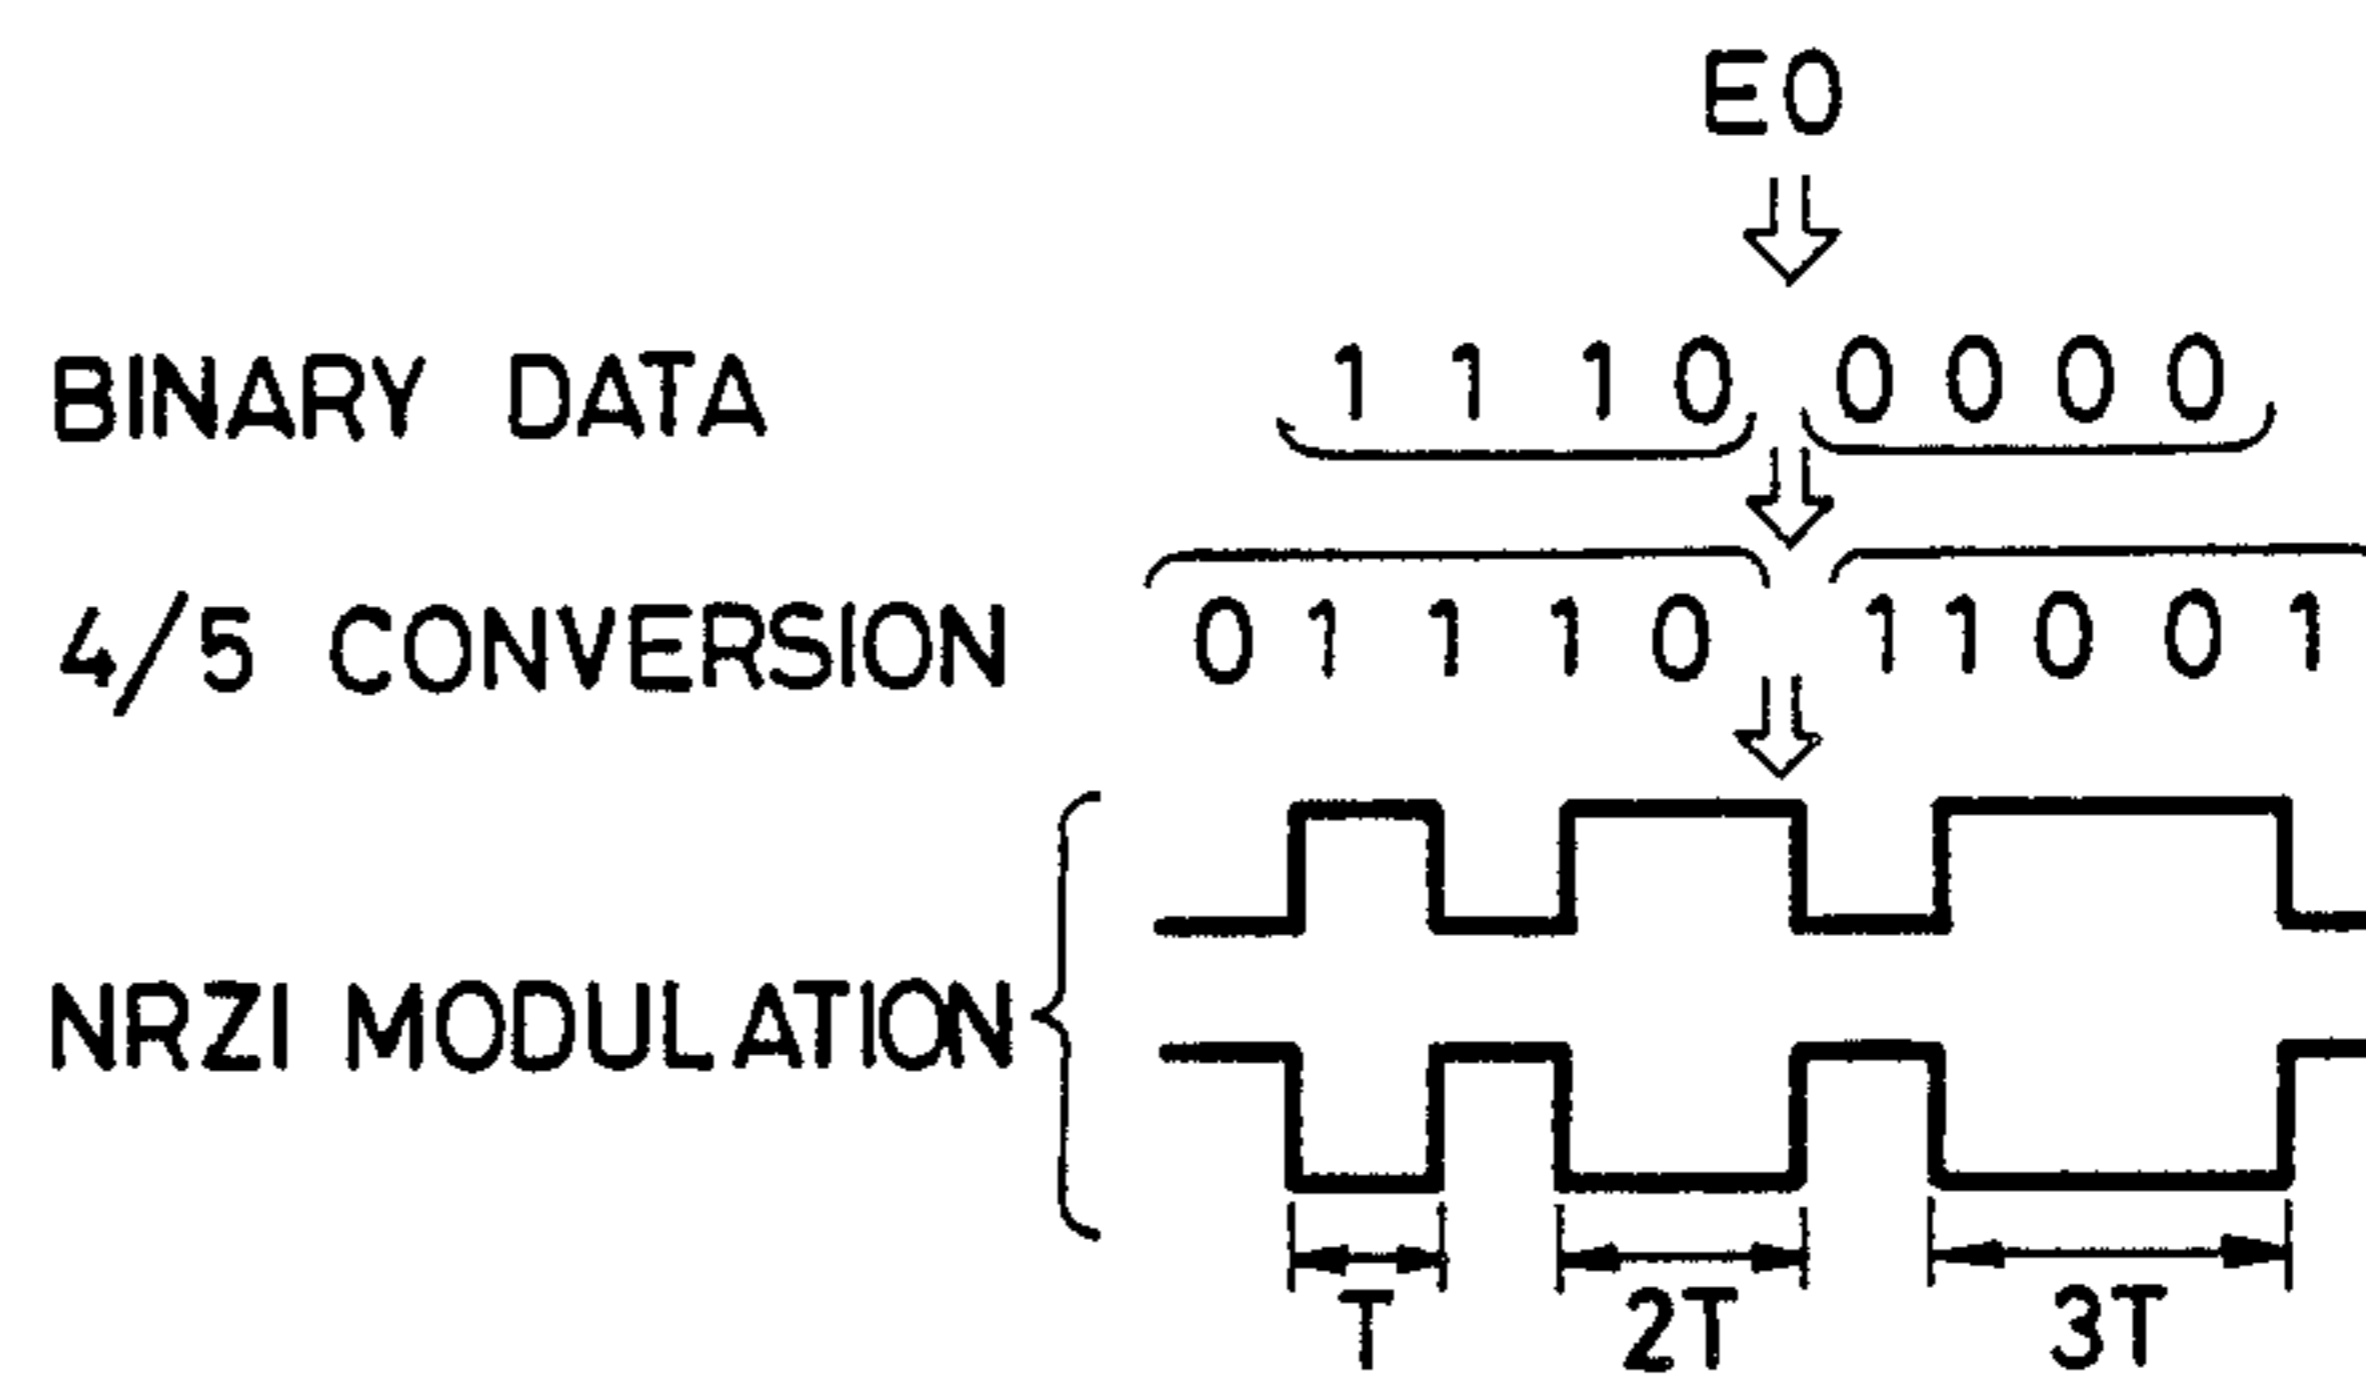 E0
BINARY DATA 1 1 1 0 0 0 0 0
4/5 CONVERSION 0 1 1 1 0 1 1 0 0 1
NRZI MODULATION
T 2T 3T